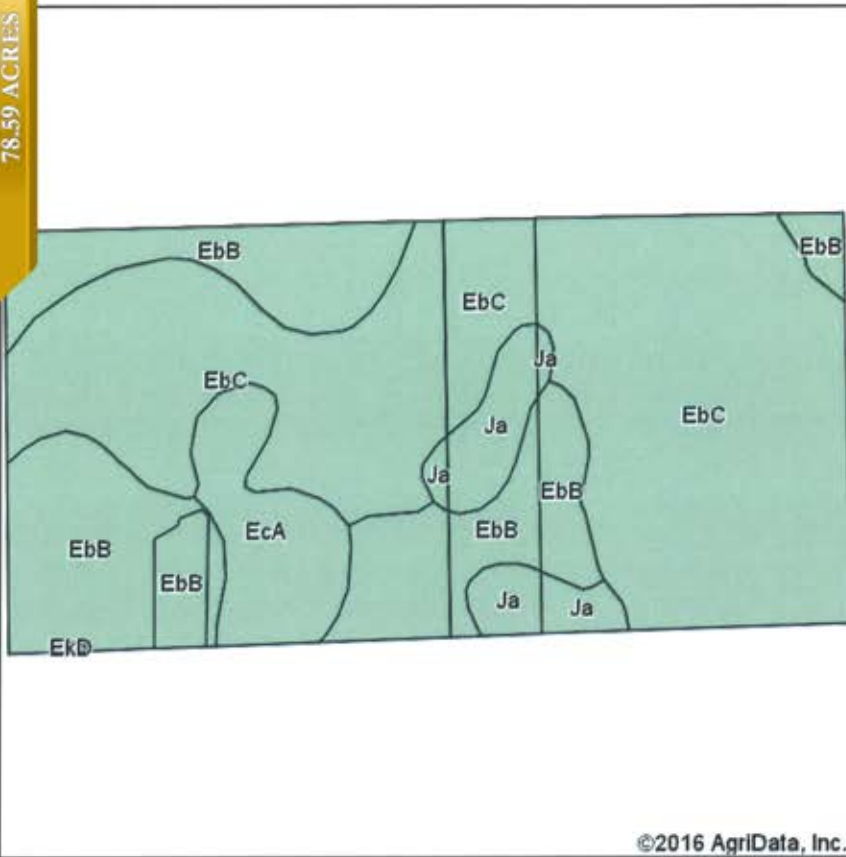 78.59 ACRES
EbB
EbB
EbC
Ja
EbC
EbC
Ja
Ja
EbB
EcA
EbB
EbB
EbB
Ja
Ja
EkD
©2016 AgriData, Inc.